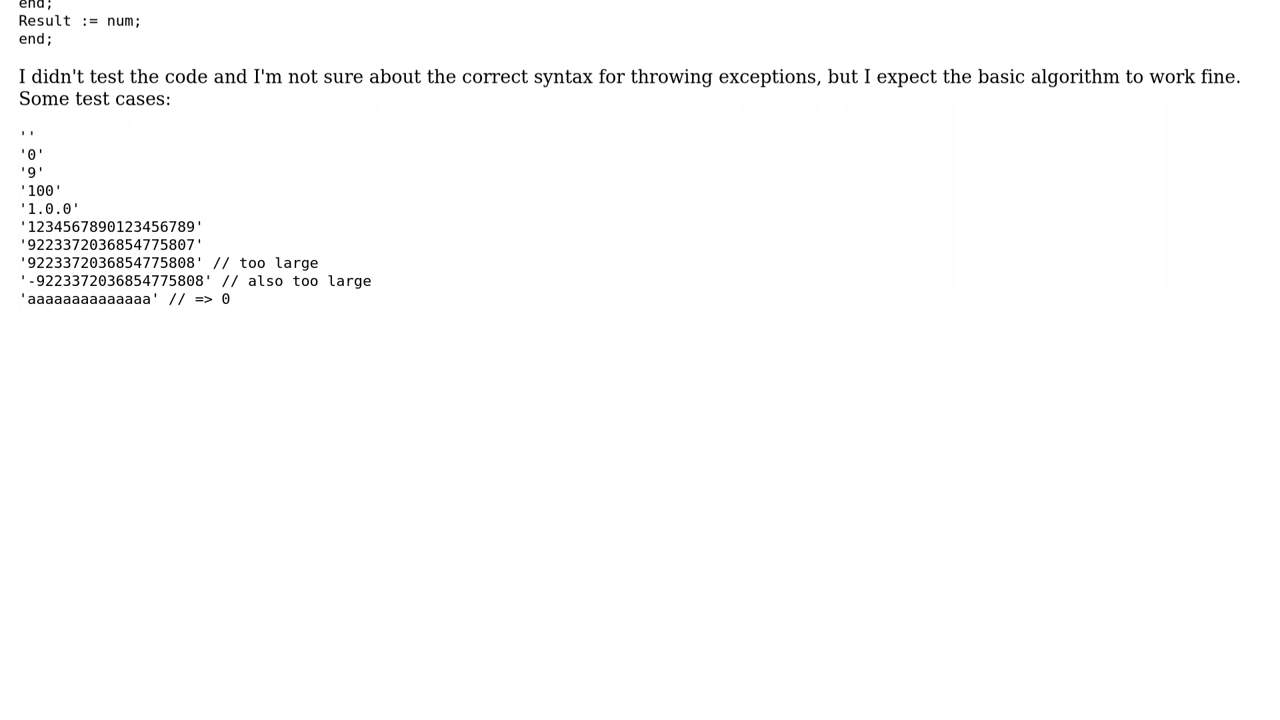 end;
Result := num;
end;
I didn't test the code and I'm not sure about the correct syntax for throwing exceptions, but I expect the basic algorithm to work fine.
Some test cases:
''
'0'
'9'
'100'
'1.0.0'
'1234567890123456789'
'9223372036854775807'
'9223372036854775808' // too large
'-9223372036854775808' // also too large
'aaaaaaaaaaaaaa' // => 0